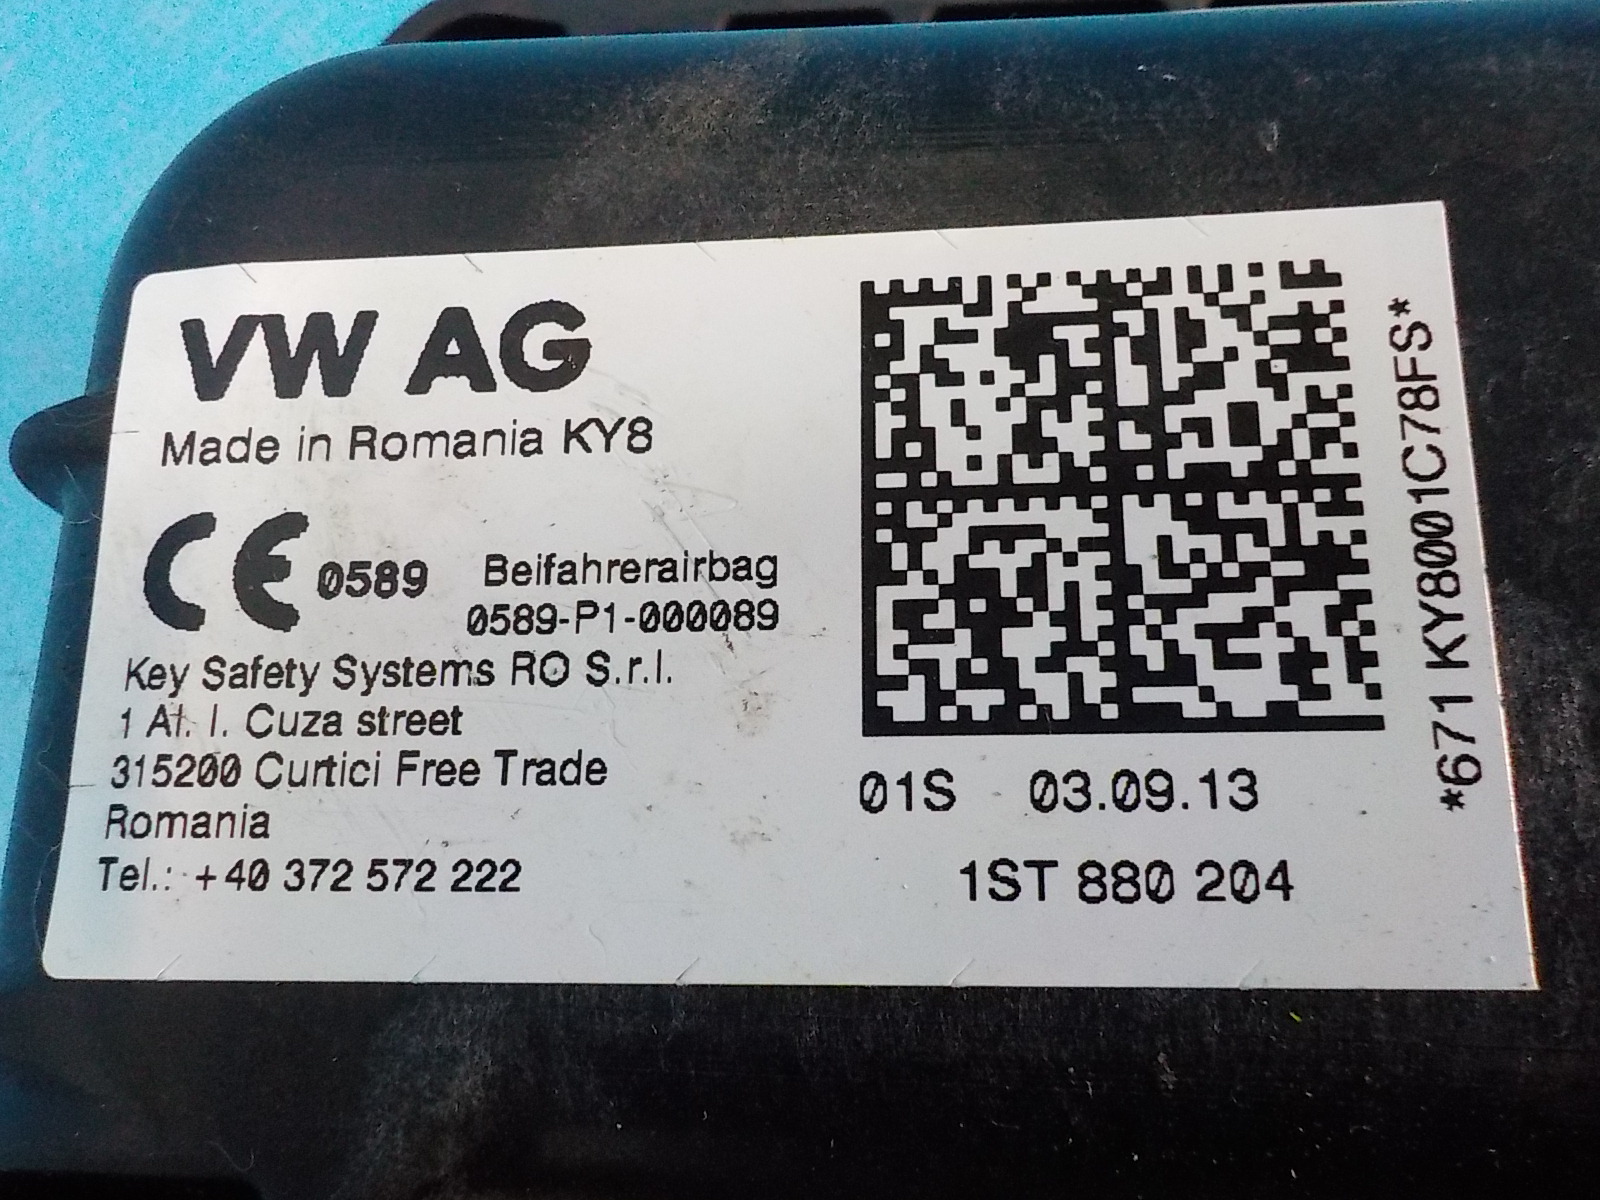 VW AG
Made in Romania KY8
CE 0589
Beifahrerairbag
0589-P1-000089
Key Safety Systems RO S.r.l.
1 At. I. Cuza street
315200 Curtici Free Trade
Romania
Tel.: +40 372 572 222
01S 03.09.13
1ST 880 204
*671 KY8001C78FS*